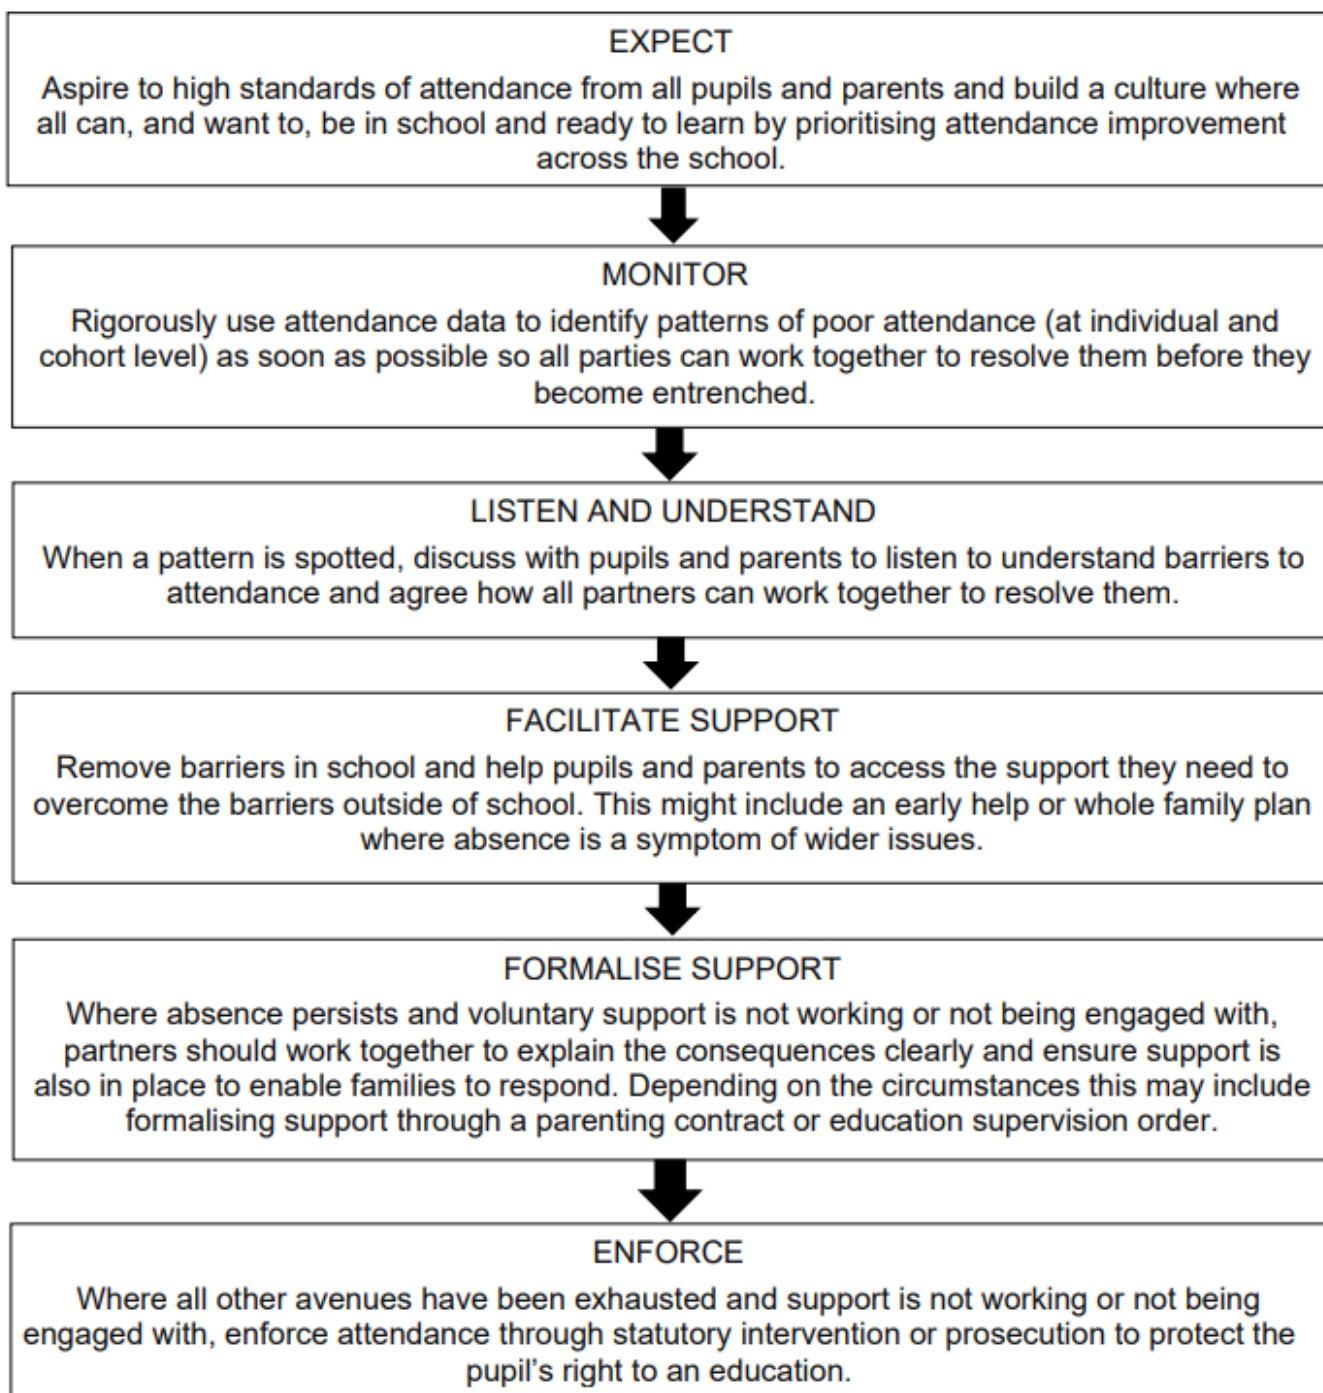 EXPECT
Aspire to high standards of attendance from all pupils and parents and build a culture where
all can, and want to, be in school and ready to learn by prioritising attendance improvement
across the school.
MONITOR
Rigorously use attendance data to identify patterns of poor attendance (at individual and
cohort level) as soon as possible so all parties can work together to resolve them before they
become entrenched.
LISTEN AND UNDERSTAND
When a pattern is spotted, discuss with pupils and parents to listen to understand barriers to
attendance and agree how all partners can work together to resolve them.
FACILITATE SUPPORT
Remove barriers in school and help pupils and parents to access the support they need to
overcome the barriers outside of school. This might include an early help or whole family plan
where absence is a symptom of wider issues.
FORMALISE SUPPORT
Where absence persists and voluntary support is not working or not being engaged with,
partners should work together to explain the consequences clearly and ensure support is
also in place to enable families to respond. Depending on the circumstances this may include
formalising support through a parenting contract or education supervision order.
ENFORCE
Where all other avenues have been exhausted and support is not working or not being
engaged with, enforce attendance through statutory intervention or prosecution to protect the
pupil's right to an education.